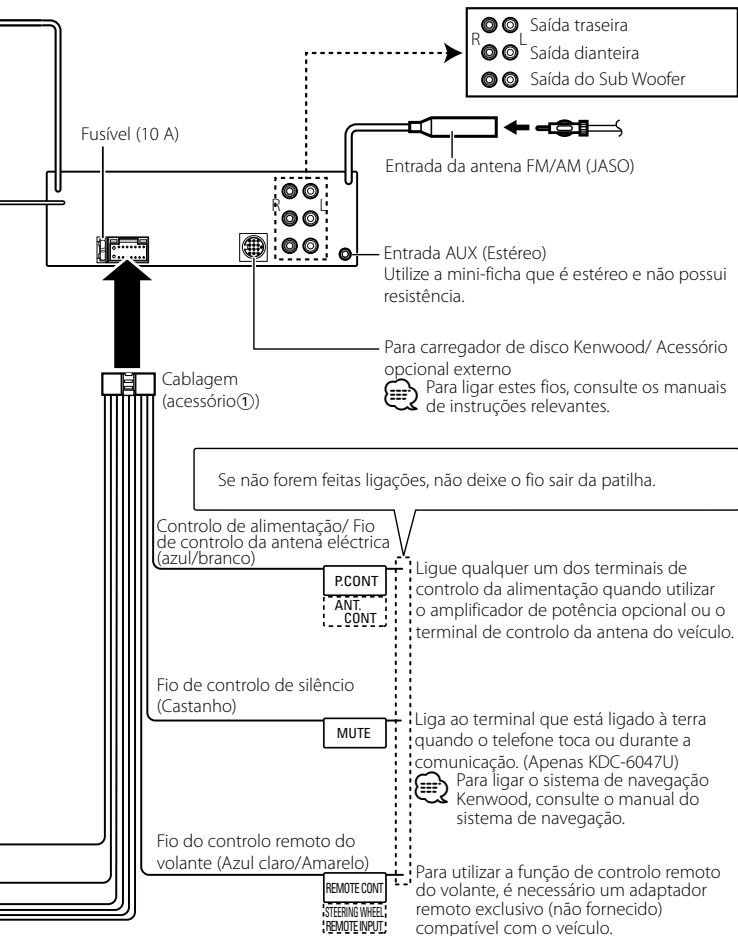 Saída traseira
R L
Saída dianteira
Saída do Sub Woofer
Fusível (10 A)
Entrada da antena FM/AM (JASO)
R L
Entrada AUX (Estéreo)
Utilize a mini-ficha que é estéreo e não possui
resistência.
Para carregador de disco Kenwood/ Acessório
opcional externo
Para ligar estes fios, consulte os manuais
de instruções relevantes.
Cablagem
(acessório①)
Se não forem feitas ligações, não deixe o fio sair da patilha.
Controlo de alimentação/ Fio
de controlo da antena eléctrica
(azul/branco)
P.CONT
ANT.
CONT
Ligue qualquer um dos terminais de
controlo da alimentação quando utilizar
o amplificador de potência opcional ou o
terminal de controlo da antena do veículo.
Fio de controlo de silêncio
(Castanho)
MUTE
Liga ao terminal que está ligado à terra
quando o telefone toca ou durante a
comunicação. (Apenas KDC-6047U)
Para ligar o sistema de navegação
Kenwood, consulte o manual do
sistema de navegação.
Fio do controlo remoto do
volante (Azul claro/Amarelo)
REMOTE CONT
STEERING WHEEL
REMOTE INPUT
Para utilizar a função de controlo remoto
do volante, é necessário um adaptador
remoto exclusivo (não fornecido)
compatível com o veículo.